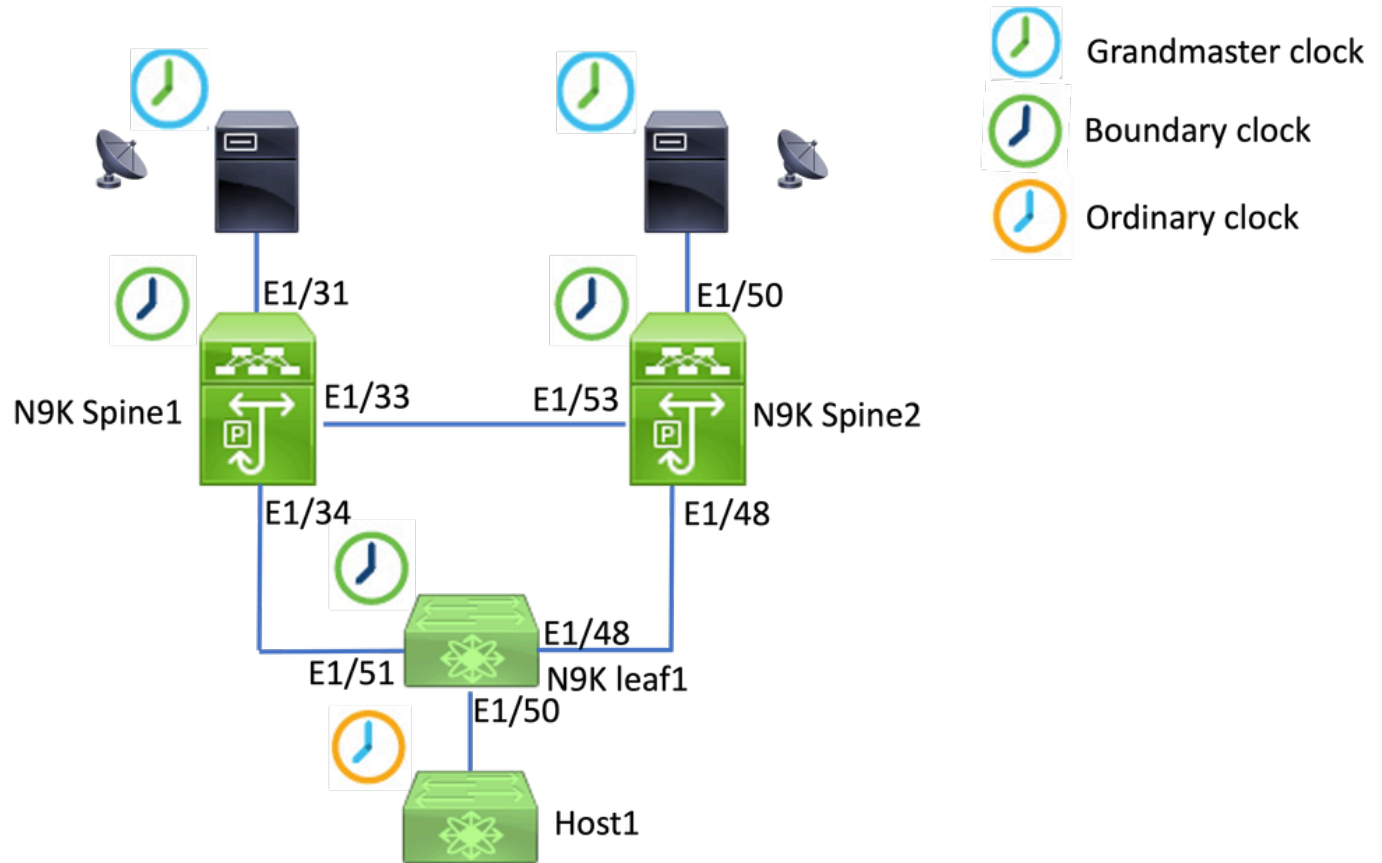 Grandmaster clock
Boundary clock
Ordinary clock
E1/31
E1/50
N9K Spine1
E1/33
E1/53
N9K Spine2
P
P
E1/34
E1/48
E1/48
E1/51
N9K leaf1
E1/50
Host1